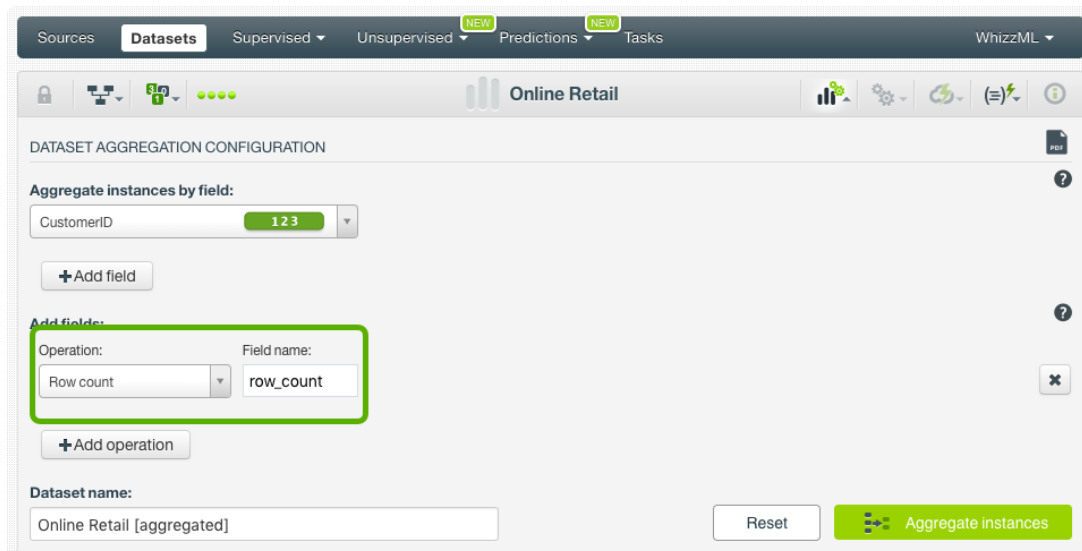 NEW NEW
Sources Datasets Supervised Unsupervised Predictions Tasks WhizzML
Online Retail
DATASET AGGREGATION CONFIGURATION
PDF
Aggregate instances by field:
?
CustomerID 123
+Add field
Add fields:
?
Operation: Field name:
Row count row_count
+Add operation
Dataset name:
Online Retail [aggregated] Reset Aggregate instances